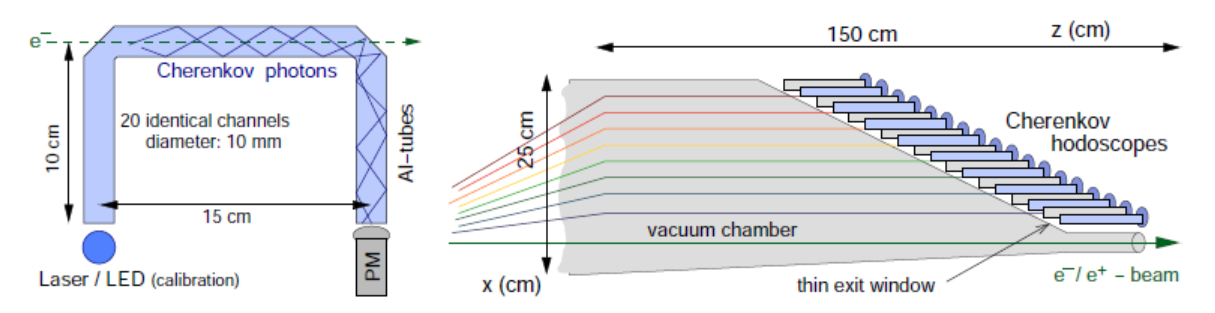 e⁻
Cherenkov photons
20 identical channels
diameter: 10 mm
10 cm
15 cm
Al-tubes
PM
Laser / LED (calibration)
150 cm
z (cm)
25 cm
Cherenkov
hodoscopes
vacuum chamber
x (cm)
thin exit window
e⁻/ e⁺ – beam